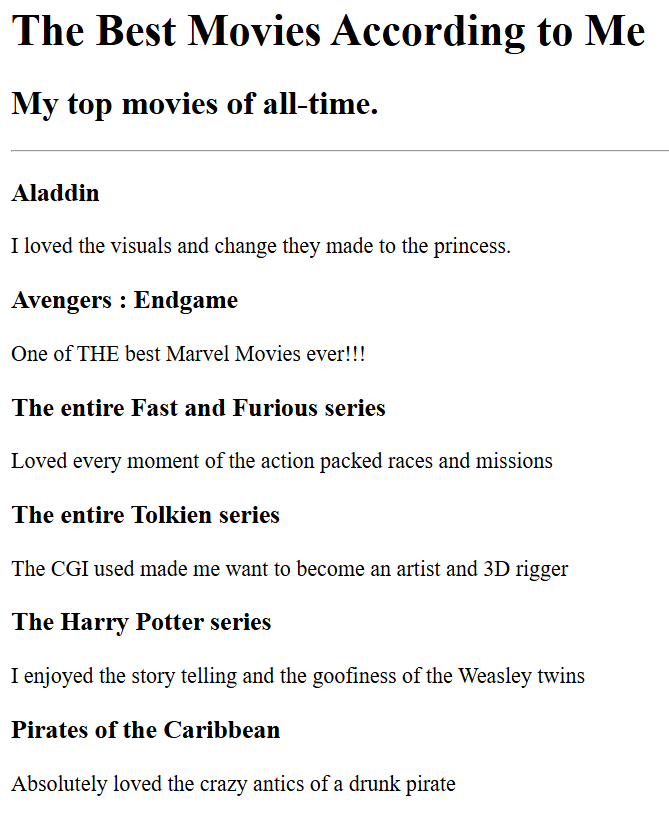 The Best Movies According to Me
My top movies of all-time.
Aladdin
I loved the visuals and change they made to the princess.
Avengers : Endgame
One of THE best Marvel Movies ever!!!
The entire Fast and Furious series
Loved every moment of the action packed races and missions
The entire Tolkien series
The CGI used made me want to become an artist and 3D rigger
The Harry Potter series
I enjoyed the story telling and the goofiness of the Weasley twins
Pirates of the Caribbean
Absolutely loved the crazy antics of a drunk pirate